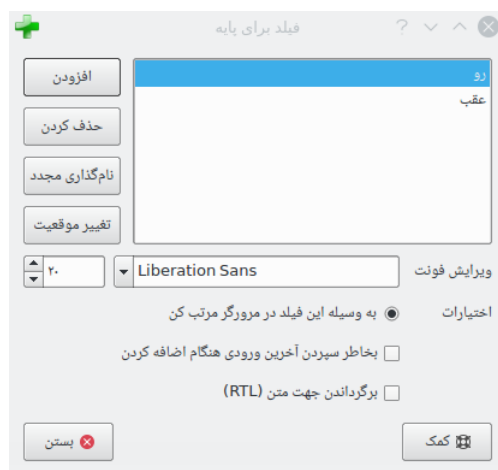 فیلد برای پایه
رو
عقب
افزودن
حذف کردن
نام‌گذاری مجدد
تغییر موقعیت
ویرایش فونت Liberation Sans ۲۰
اختیارات به وسیله این فیلد در مرورگر مرتب کن
بخاطر سپردن آخرین ورودی هنگام اضافه کردن
برگرداندن جهت متن (RTL)
کمک بستن